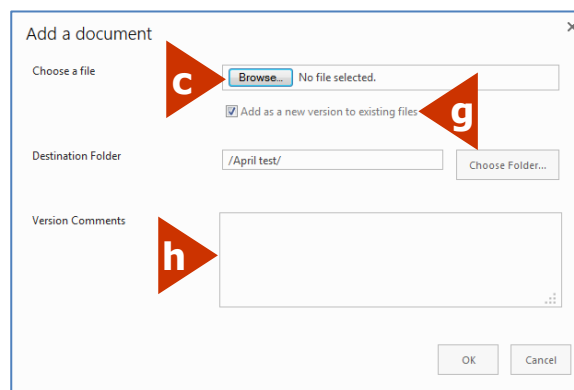 Add a document
Choose a file
c
Browse... No file selected.
Add as a new version to existing files
g
Destination Folder
/April test/
Choose Folder...
Version Comments
h
OK
Cancel